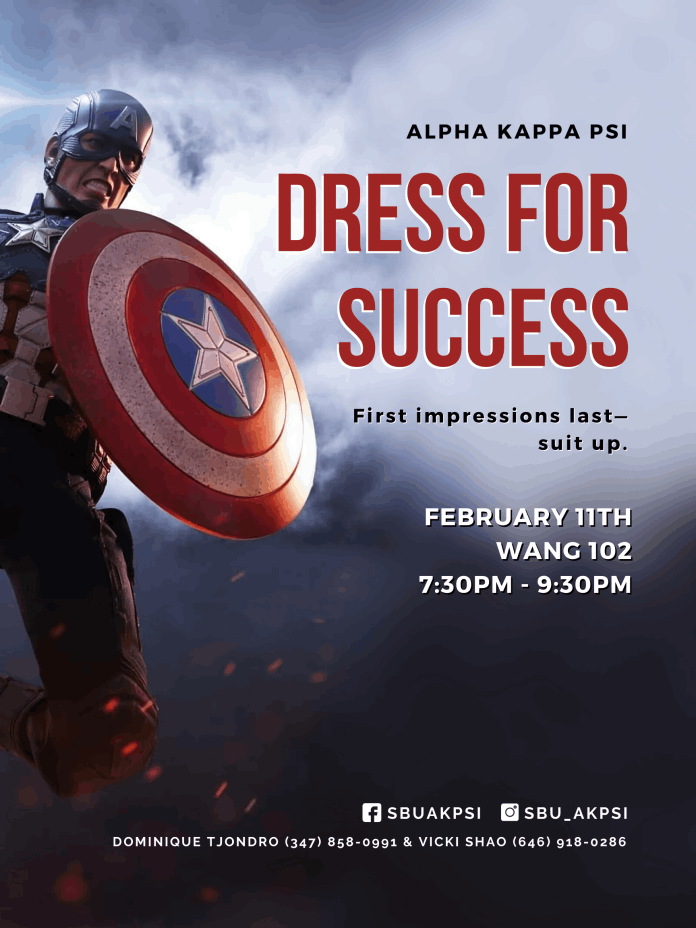 ALPHA KAPPA PSI
DRESS FOR
SUCCESS
First impressions last—
suit up.
FEBRUARY 11TH
WANG 102
7:30PM - 9:30PM
SBUAKPSI SBU_AKPSI
DOMINIQUE TJONDRO (347) 858-0991 & VICKI SHAO (646) 918-0286